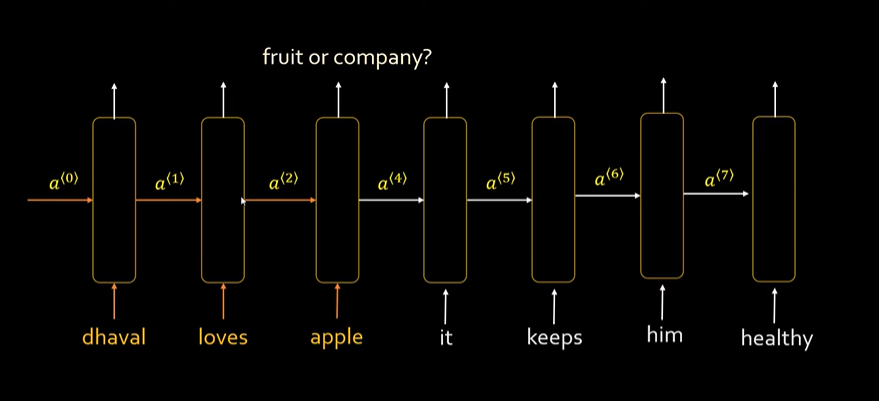 fruit or company?
a⟨0⟩ a⟨1⟩ a⟨2⟩ a⟨4⟩ a⟨5⟩ a⟨6⟩ a⟨7⟩
dhaval loves apple it keeps him healthy